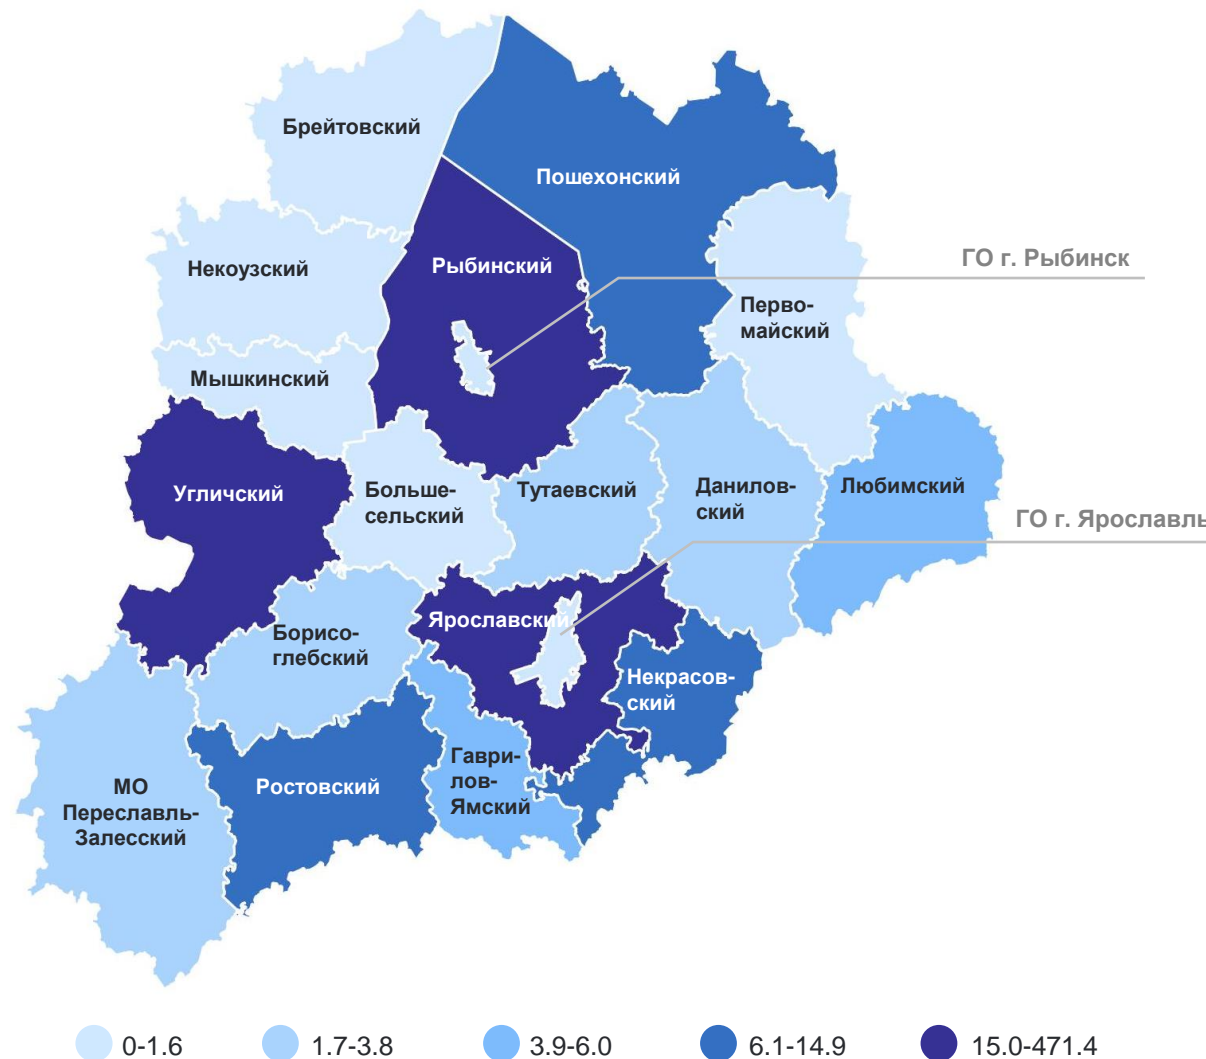 Брейтовский
Пошехонский
ГО г. Рыбинск
Некоузский
Рыбинский
Перво-
майский
Мышкинский
Угличский
Больше-
сельский
Тутаевский
Данилов-
ский
Любимский
ГО г. Ярославль
Борисо-
глебский
Ярославский
Некрасов-
ский
МО
Переславль-
Залесский
Ростовский
Гаври-
лов-
Ямский
0-1.6
1.7-3.8
3.9-6.0
6.1-14.9
15.0-471.4